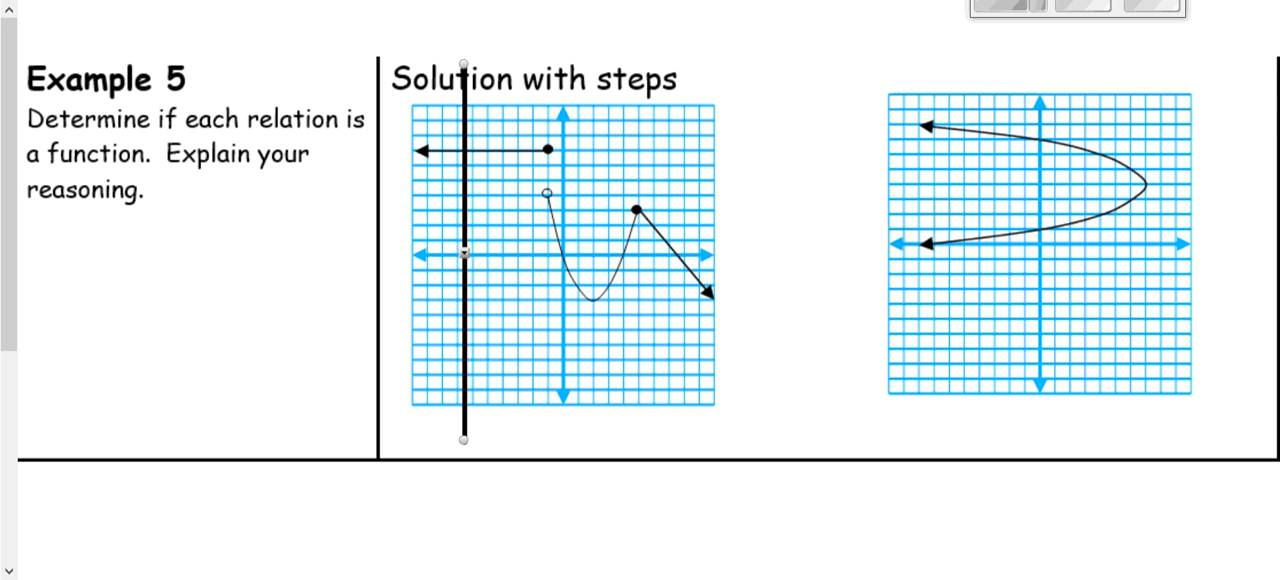 Example 5
Determine if each relation is
a function. Explain your
reasoning.
Solution with steps